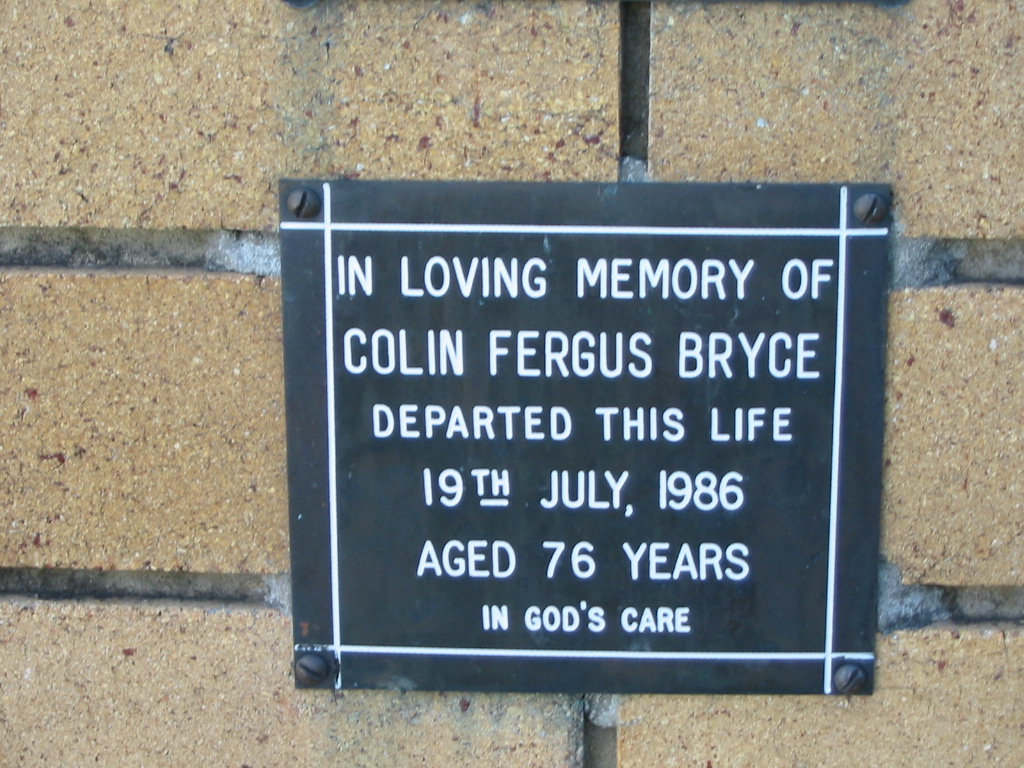 IN LOVING MEMORY OF
COLIN FERGUS BRYCE
DEPARTED THIS LIFE
19TH JULY, 1986
AGED 76 YEARS
IN GOD'S CARE